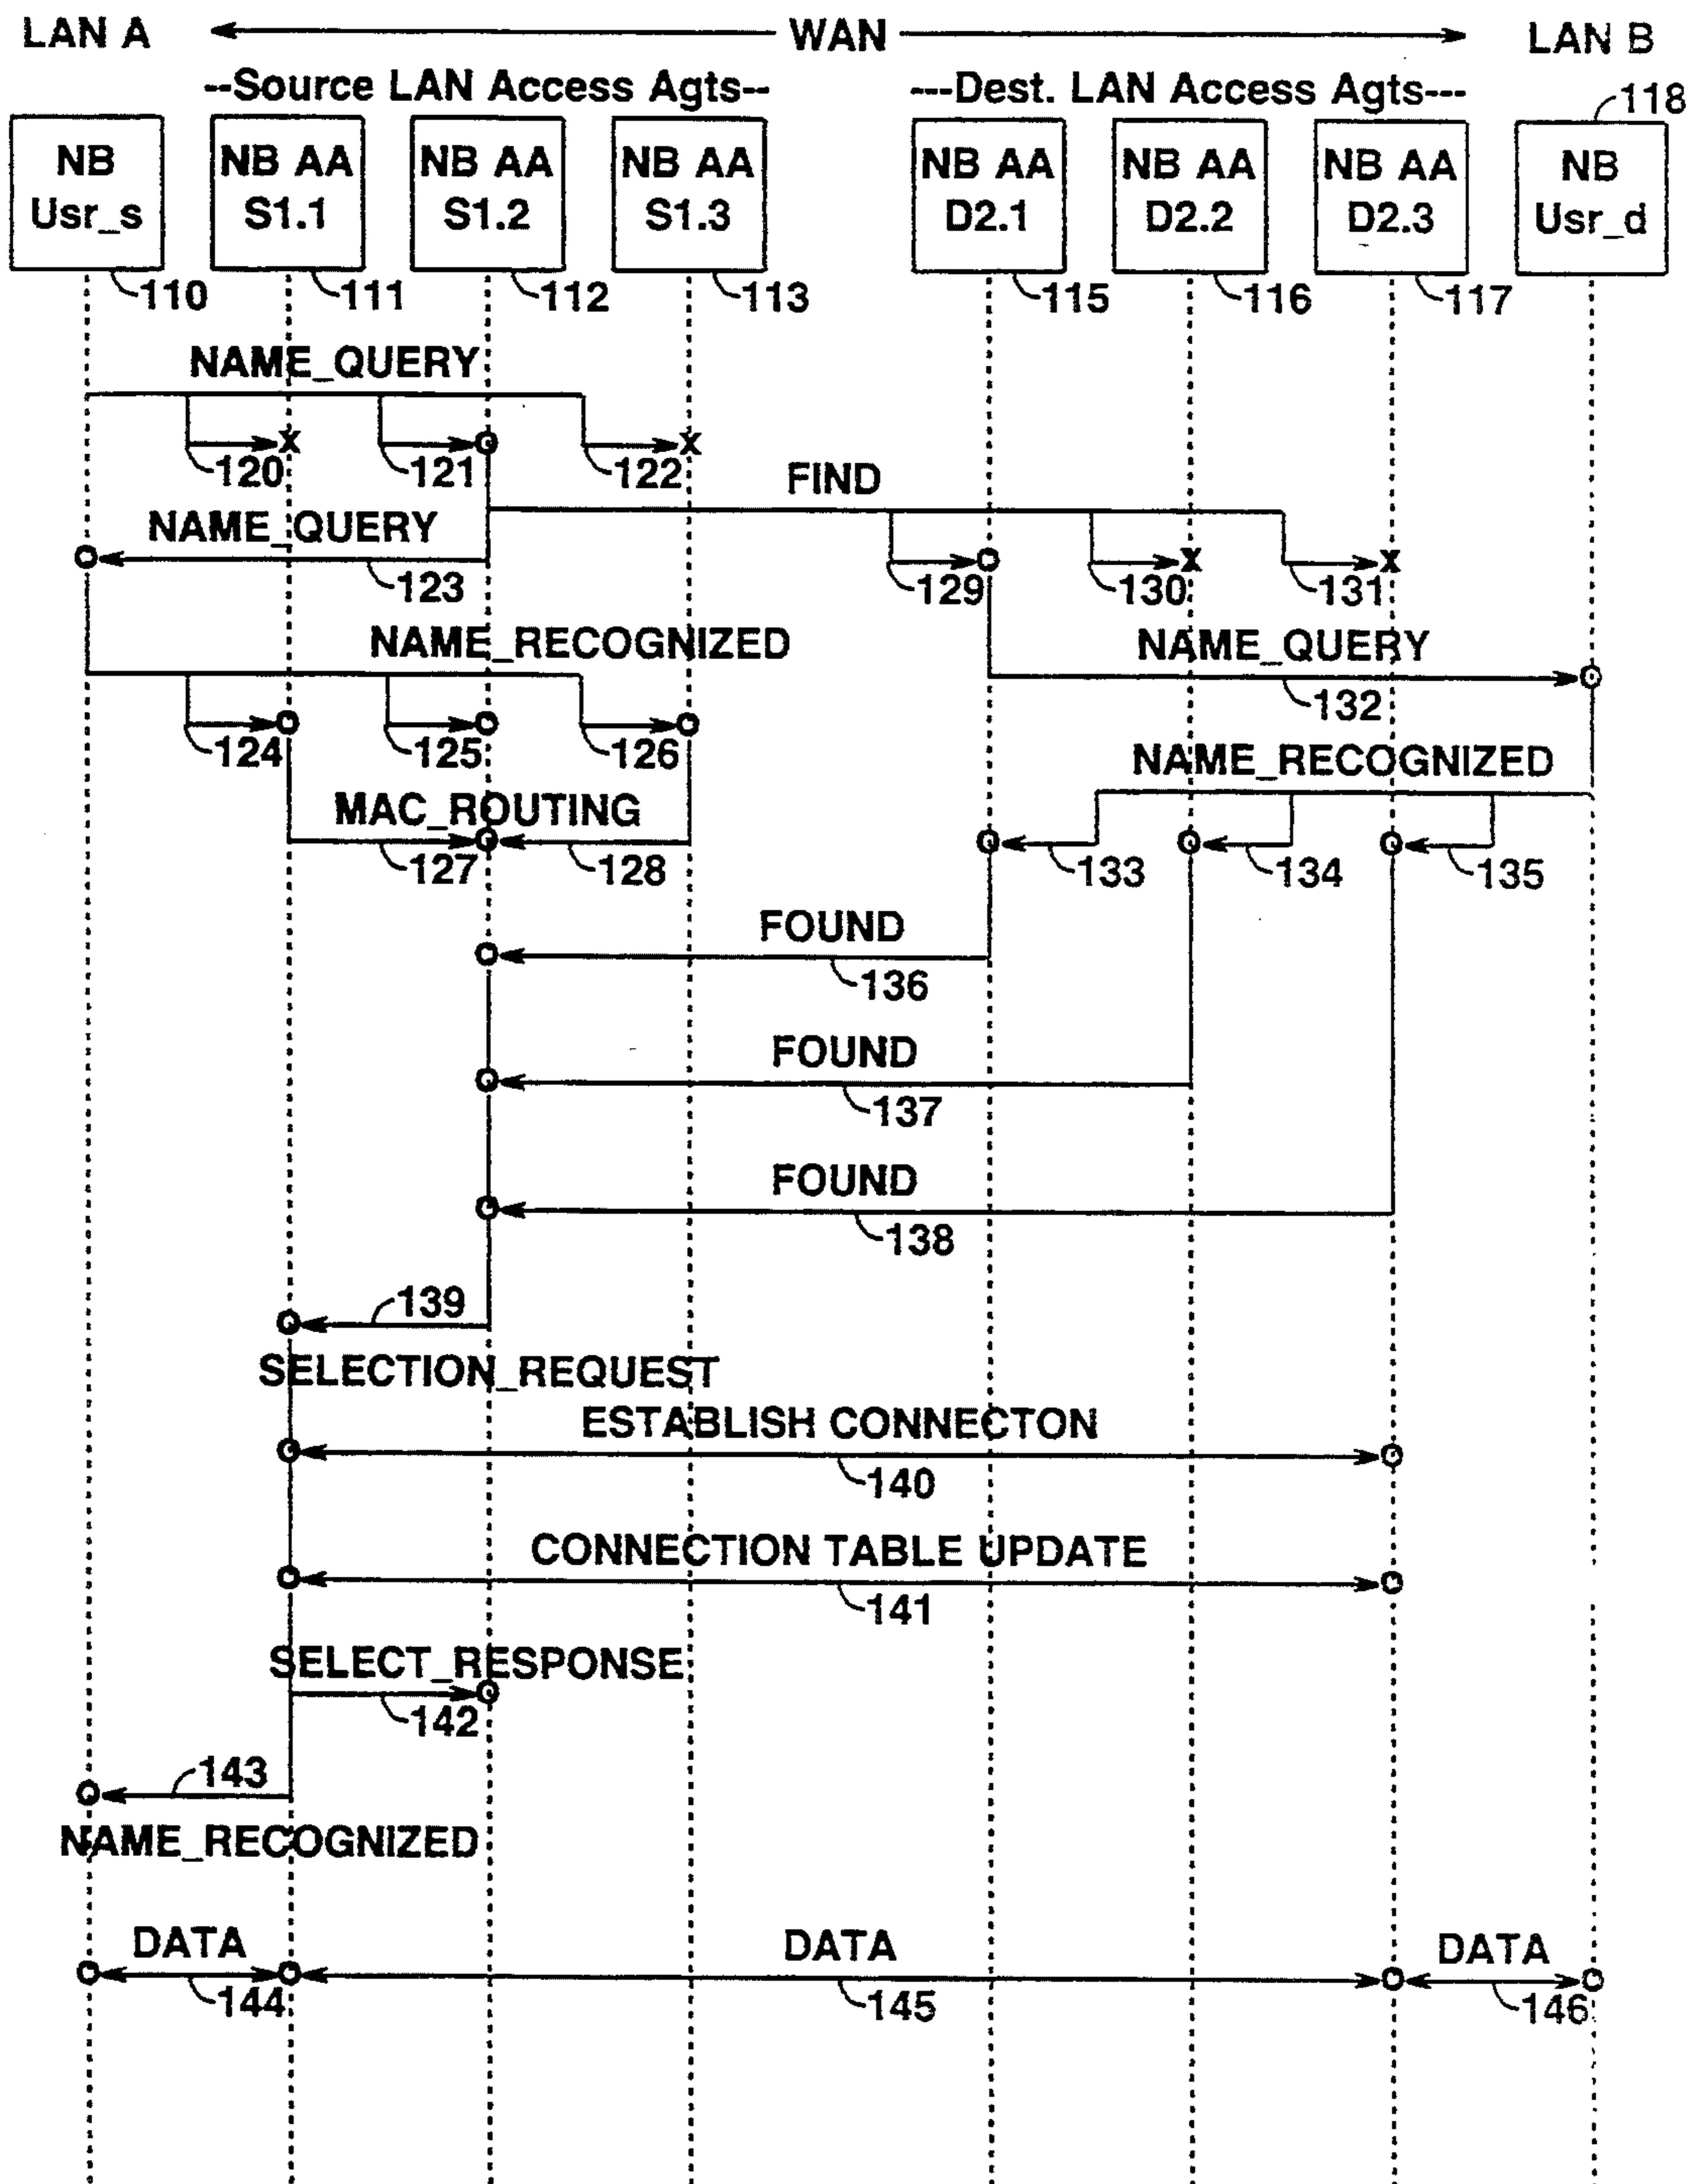 LAN A
WAN
LAN B
--Source LAN Access Agts--
---Dest. LAN Access Agts---
118
NB
Usr_s
NB AA
S1.1
NB AA
S1.2
NB AA
S1.3
NB AA
D2.1
NB AA
D2.2
NB AA
D2.3
NB
Usr_d
110
111
112
113
115
116
117
NAME_QUERY
120
121
122
FIND
NAME_QUERY
123
129
130
131
NAME_RECOGNIZED
NAME_QUERY
132
124
125
126
NAME_RECOGNIZED
MAC_ROUTING
127
128
133
134
135
FOUND
136
FOUND
137
FOUND
138
139
SELECTION_REQUEST
ESTABLISH CONNECTON
140
CONNECTION TABLE UPDATE
141
SELECT_RESPONSE
142
143
NAME_RECOGNIZED
DATA
DATA
DATA
144
145
146